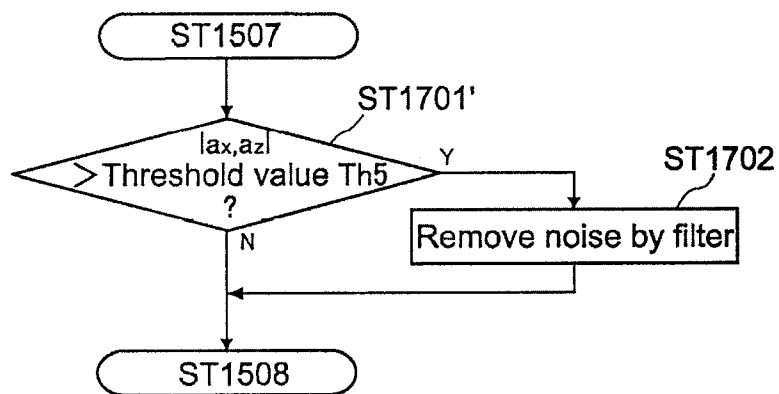 ST1507
ST1701'
|ax,az|
> Threshold value Th5
?
Y
N
ST1702
Remove noise by filter
ST1508